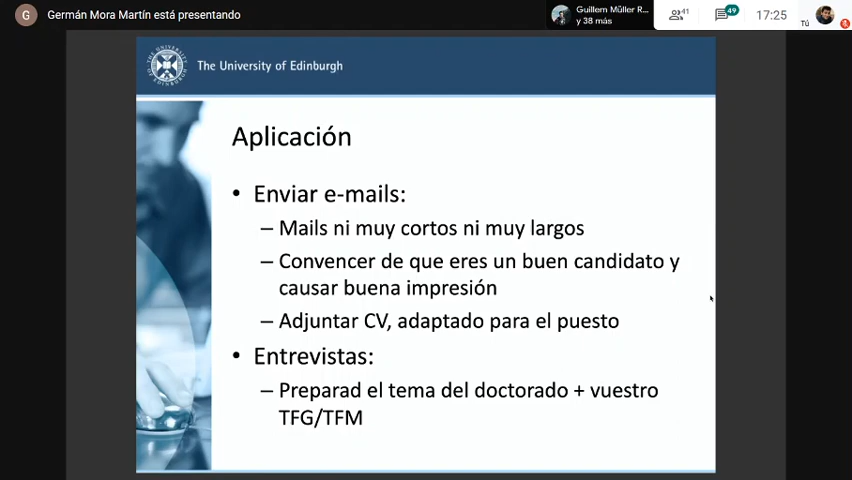 G
Germán Mora Martín está presentando
Guillem Müller R...
y 38 más
41
49
17:25
Tú
The University of Edinburgh
Aplicación
• Enviar e-mails:
– Mails ni muy cortos ni muy largos
– Convencer de que eres un buen candidato y
causar buena impresión
– Adjuntar CV, adaptado para el puesto
• Entrevistas:
– Preparad el tema del doctorado + vuestro
TFG/TFM